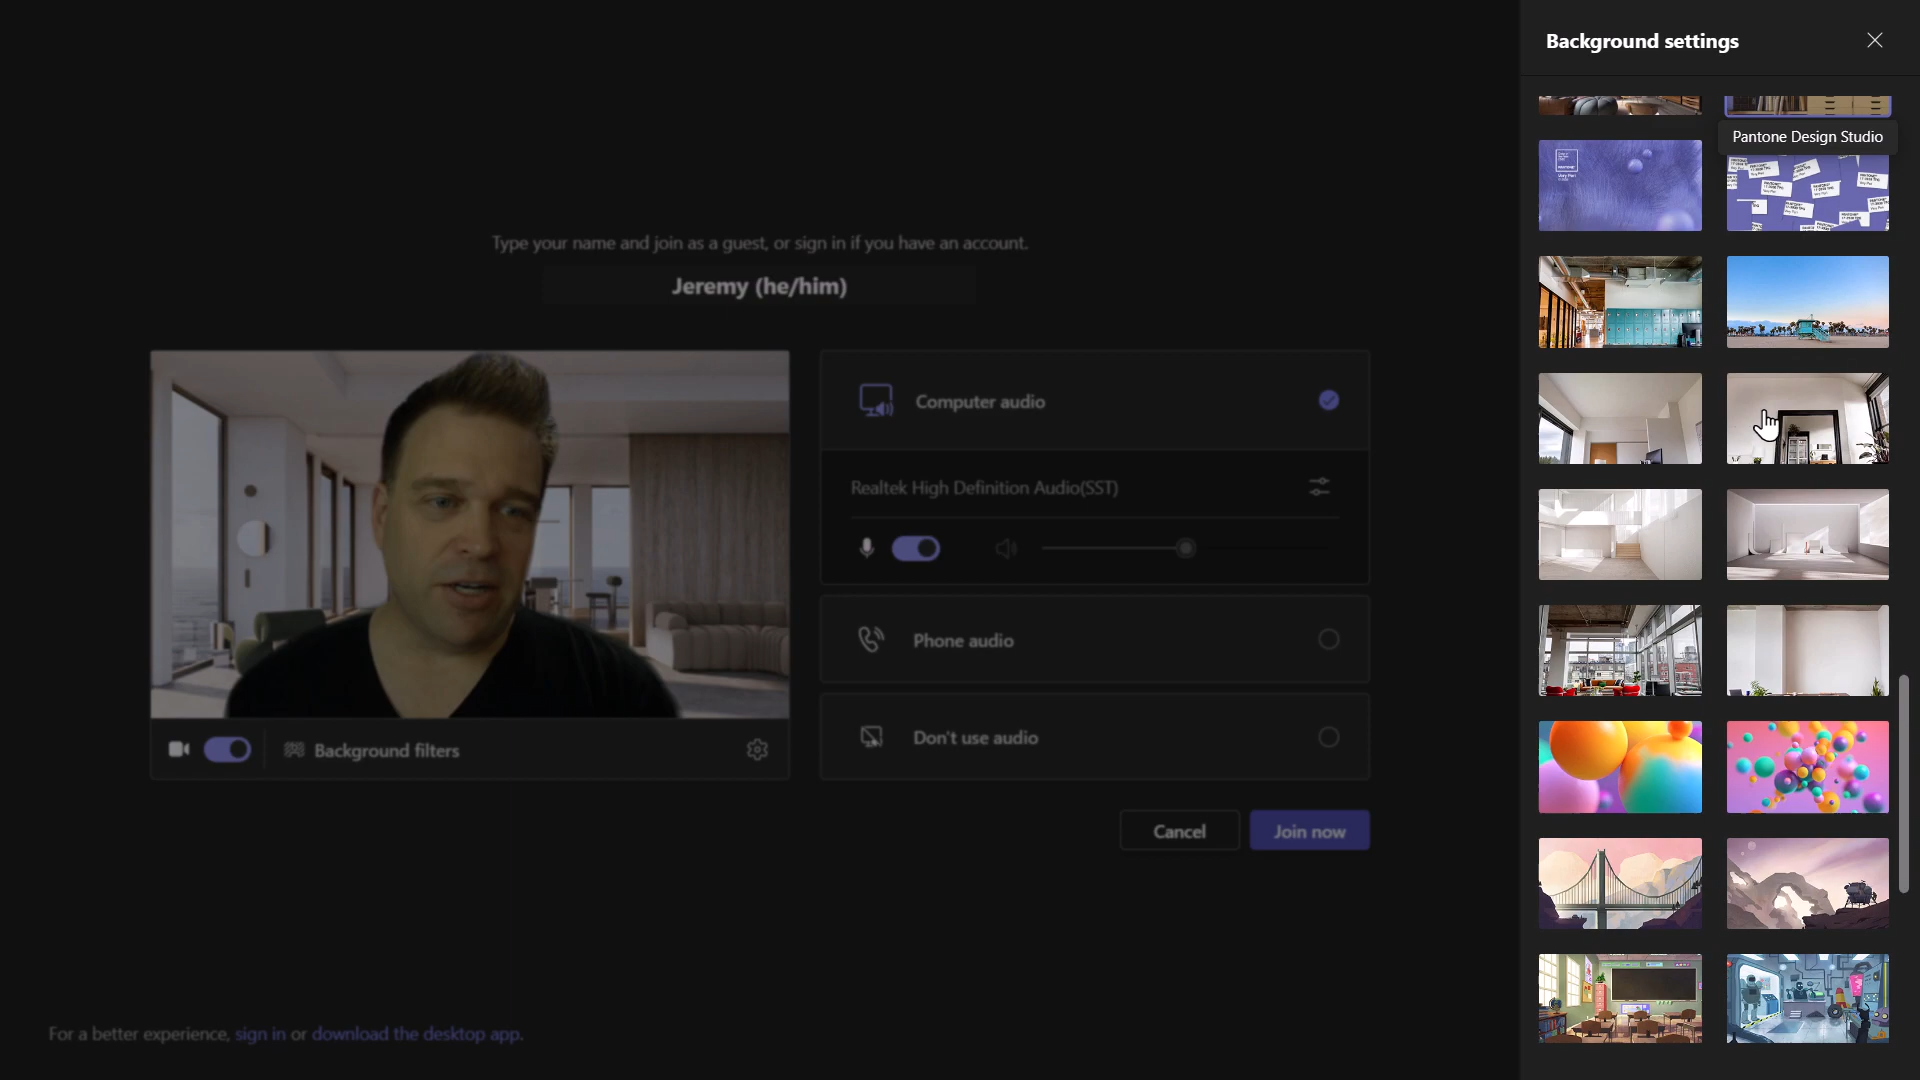 Background settings
Pantone Design Studio
Type your name and join as a guest, or sign in if you have an account.
Jeremy (he/him)
Computer audio
Realtek High Definition Audio(SST)
Phone audio
Don't use audio
Background filters
Cancel
Join now
For a better experience, sign in or download the desktop app.